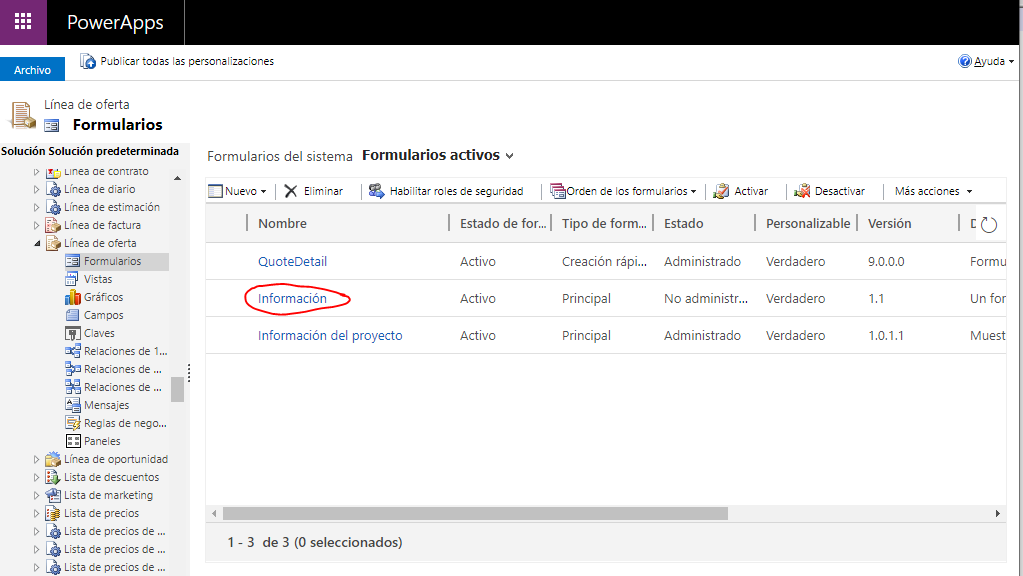 PowerApps
Archivo
Publicar todas las personalizaciones
Ayuda
Línea de oferta
Formularios
Solución Solución predeterminada
Línea de contrato
Línea de diario
Línea de estimación
Línea de factura
Línea de oferta
Formularios
Vistas
Gráficos
Campos
Claves
Relaciones de 1...
Relaciones de ...
Relaciones de ...
Mensajes
Reglas de nego...
Paneles
Línea de oportunidad
Lista de descuentos
Lista de marketing
Lista de precios
Lista de precios de ...
Lista de precios de ...
Lista de precios de ...
Formularios del sistema Formularios activos
Nuevo Eliminar Habilitar roles de seguridad Orden de los formularios Activar Desactivar Más acciones
Nombre Estado de for... Tipo de form... Estado Personalizable Versión D
QuoteDetail Activo Creación rápi... Administrado Verdadero 9.0.0.0 Formu
Información Activo Principal No administr... Verdadero 1.1 Un for
Información del proyecto Activo Principal Administrado Verdadero 1.0.1.1 Muest
1 - 3 de 3 (0 seleccionados)